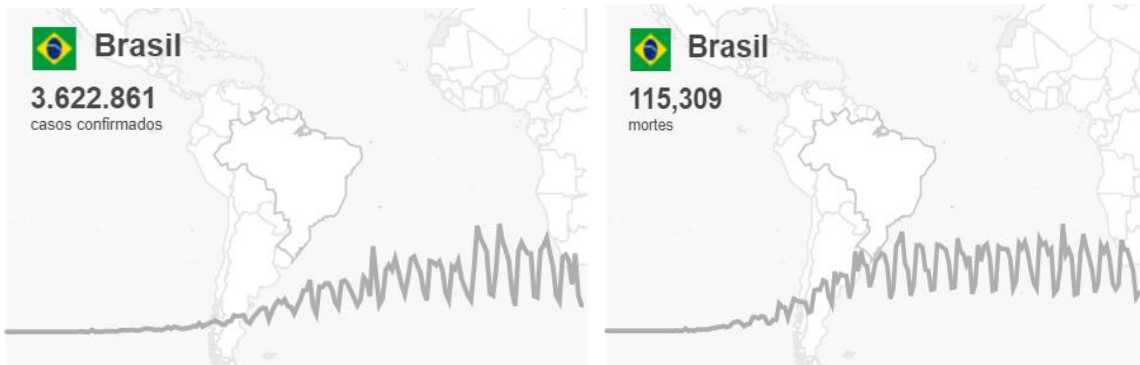 Brasil
3.622.861
casos confirmados
Brasil
115,309
mortes